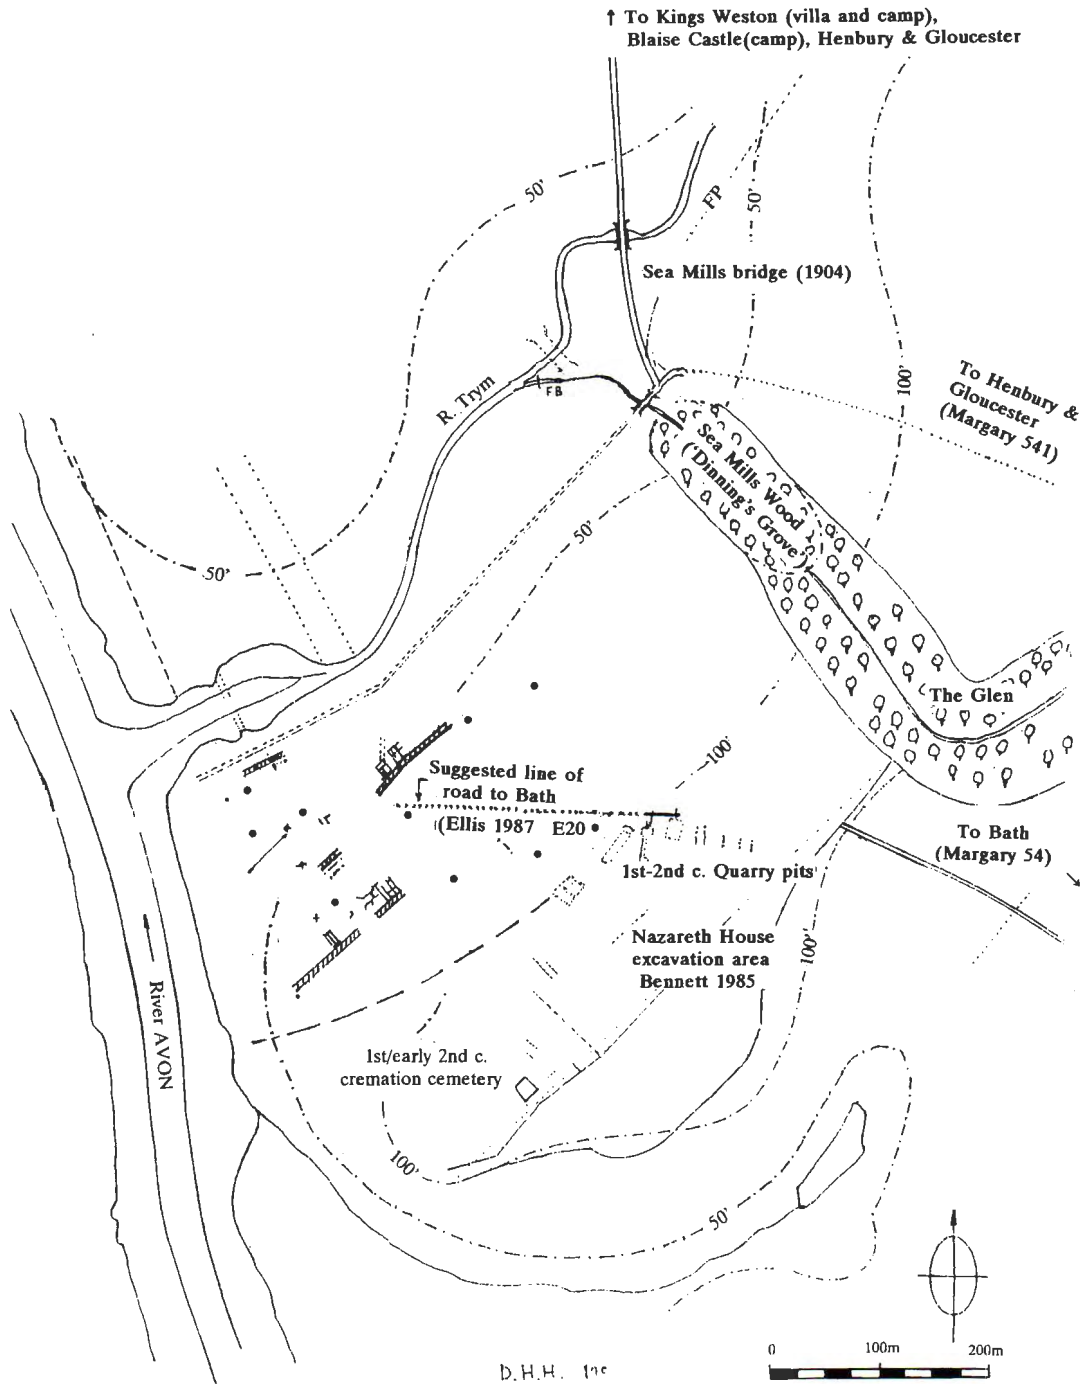 ↑ To Kings Weston (villa and camp),
Blaise Castle(camp), Henbury & Gloucester
50'
FP
50'
Sea Mills bridge (1904)
R. Trym
FB
100'
To Henbury &
Gloucester
(Margary 541)
Sea Mills Wood
('Dinning's Grove')
50'
50'
The Glen
100'
Suggested line of
road to Bath
(Ellis 1987 E20
To Bath
(Margary 54)
1st-2nd c. Quarry pits
Nazareth House
excavation area
Bennett 1985
100'
River AVON
1st/early 2nd c.
cremation cemetery
100'
50'
0 100m 200m
D.H.H.